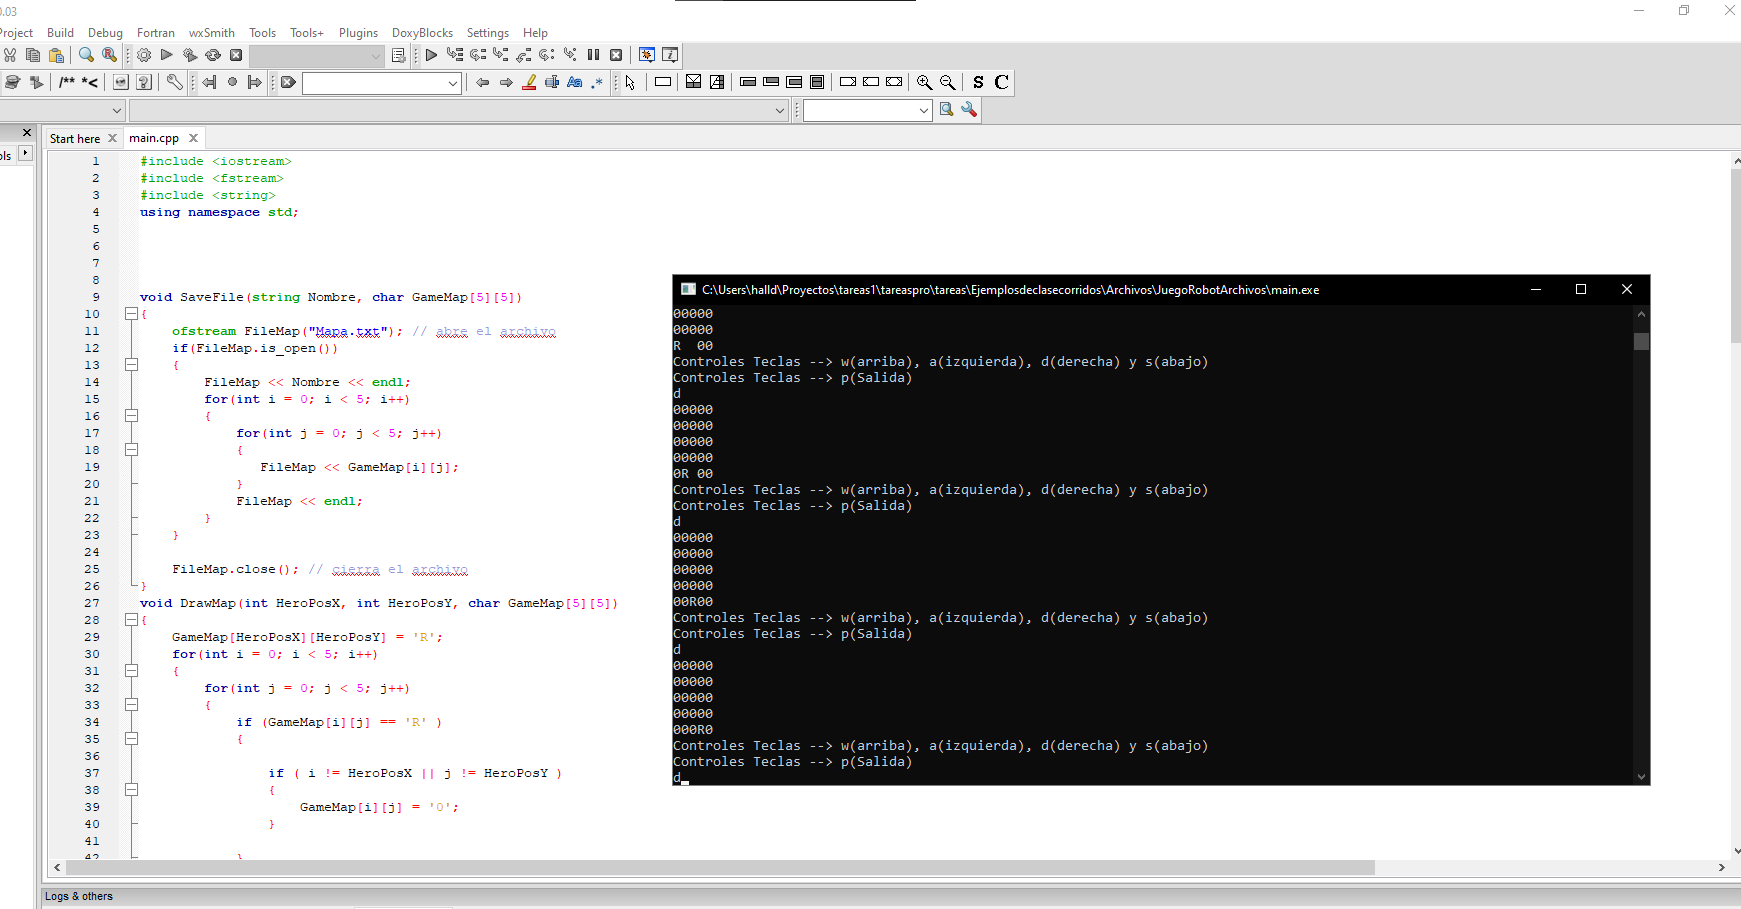 0.03
Project Build Debug Fortran wxSmith Tools Tools+ Plugins DoxyBlocks Settings Help
/** *<
S C
ols
Start here main.cpp
1 #include <iostream>
2 #include <fstream>
3 #include <string>
4 using namespace std;
5
6
7
8
9 void SaveFile(string Nombre, char GameMap[5][5])
10 {
11 ofstream FileMap("Mapa.txt"); // abre el archivo
12 if(FileMap.is_open())
13 {
14 FileMap << Nombre << endl;
15 for(int i = 0; i < 5; i++)
16 {
17 for(int j = 0; j < 5; j++)
18 {
19 FileMap << GameMap[i][j];
20 }
21 FileMap << endl;
22 }
23 }
24
25 FileMap.close(); // cierra el archivo
26 }
27 void DrawMap(int HeroPosX, int HeroPosY, char GameMap[5][5])
28 {
29 GameMap[HeroPosX][HeroPosY] = 'R';
30 for(int i = 0; i < 5; i++)
31 {
32 for(int j = 0; j < 5; j++)
33 {
34 if (GameMap[i][j] == 'R' )
35 {
36
37 if ( i != HeroPosX || j != HeroPosY )
38 {
39 GameMap[i][j] = '0';
40 }
41
42 }
C:\Users\halld\Proyectos\tareas1\tareaspro\tareas\Ejemplosdeclasecorridos\Archivos\JuegoRobotArchivos\main.exe
00000
00000
R  00
Controles Teclas --> w(arriba), a(izquierda), d(derecha) y s(abajo)
Controles Teclas --> p(Salida)
d
00000
00000
00000
00000
0R 00
Controles Teclas --> w(arriba), a(izquierda), d(derecha) y s(abajo)
Controles Teclas --> p(Salida)
d
00000
00000
00000
00000
00R00
Controles Teclas --> w(arriba), a(izquierda), d(derecha) y s(abajo)
Controles Teclas --> p(Salida)
d
00000
00000
00000
00000
000R0
Controles Teclas --> w(arriba), a(izquierda), d(derecha) y s(abajo)
Controles Teclas --> p(Salida)
d
Logs & others